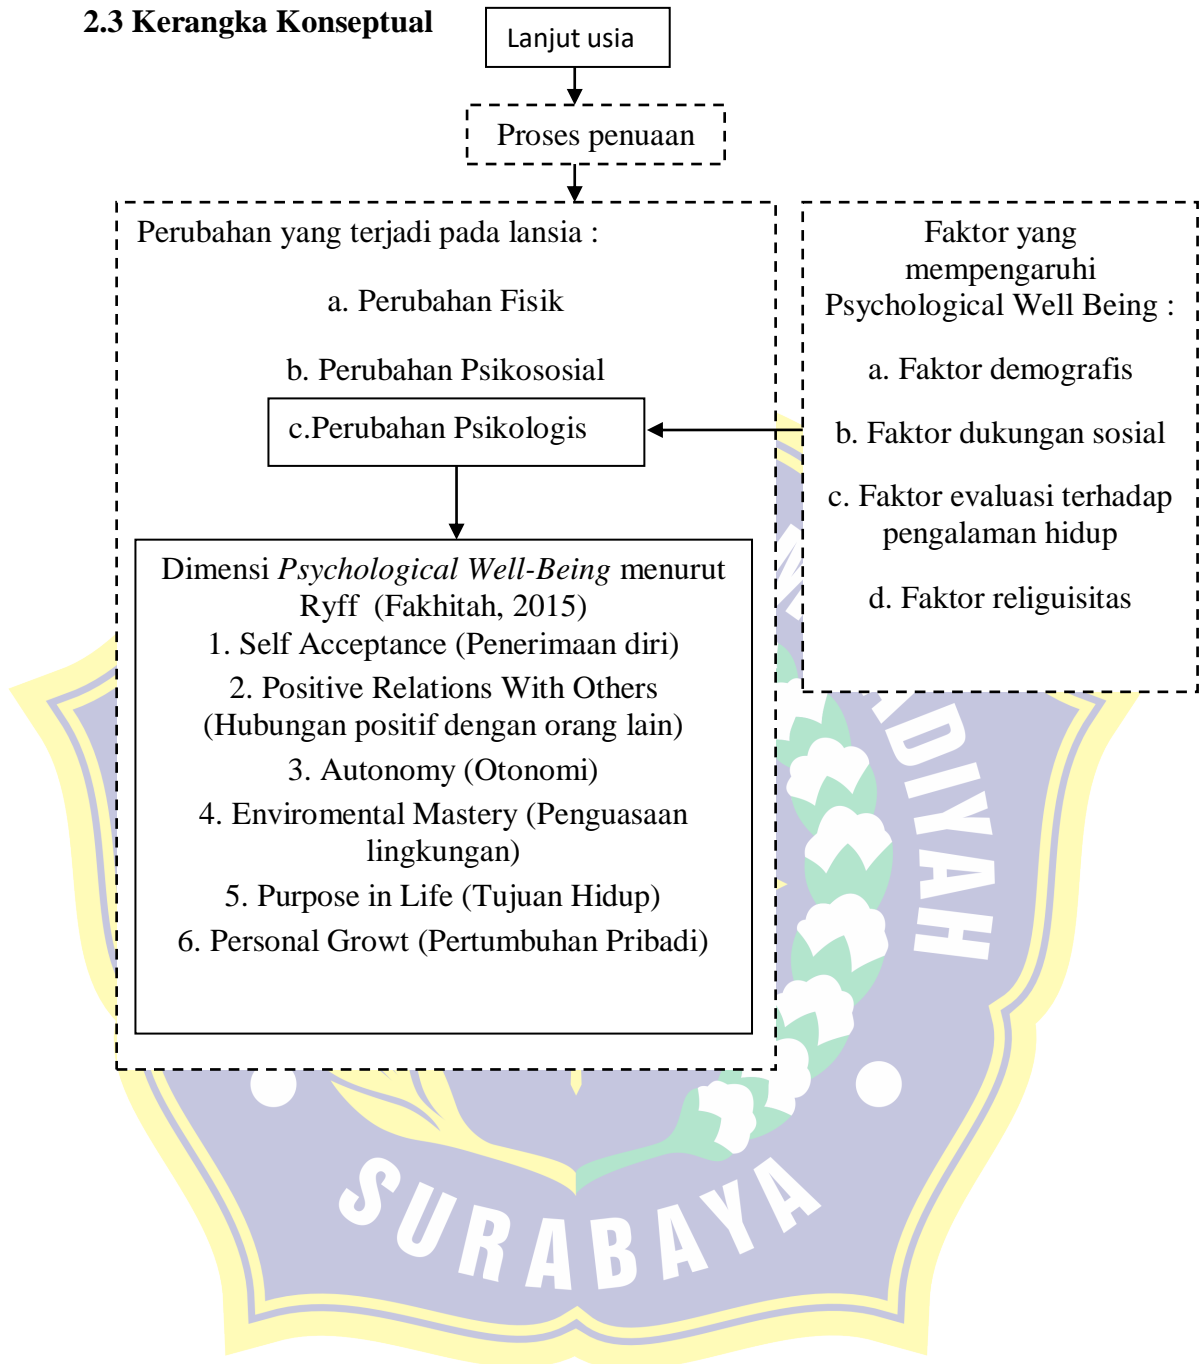 2.3 Kerangka Konseptual
Lanjut usia
Proses penuaan
Perubahan yang terjadi pada lansia :
a. Perubahan Fisik
b. Perubahan Psikososial
c.Perubahan Psikologis
Dimensi Psychological Well-Being menurut
Ryff (Fakhitah, 2015)
1. Self Acceptance (Penerimaan diri)
2. Positive Relations With Others
(Hubungan positif dengan orang lain)
3. Autonomy (Otonomi)
4. Enviromental Mastery (Penguasaan
lingkungan)
5. Purpose in Life (Tujuan Hidup)
6. Personal Growt (Pertumbuhan Pribadi)
Faktor yang
mempengaruhi
Psychological Well Being :
a. Faktor demografis
b. Faktor dukungan sosial
c. Faktor evaluasi terhadap
pengalaman hidup
d. Faktor religuisitas
ADIYAH
SURABAYA